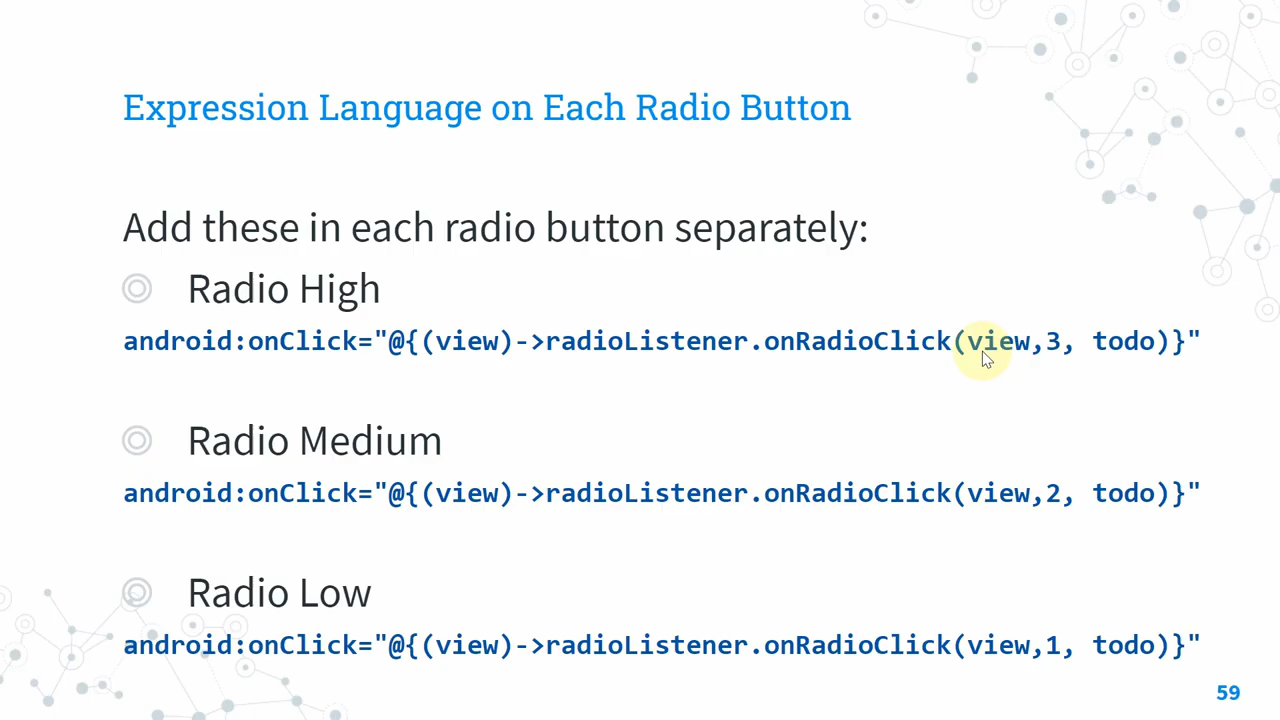 Expression Language on Each Radio Button
Add these in each radio button separately:
Radio High
android:onClick="@{(view)->radioListener.onRadioClick(view,3, todo)}"
Radio Medium
android:onClick="@{(view)->radioListener.onRadioClick(view,2, todo)}"
Radio Low
android:onClick="@{(view)->radioListener.onRadioClick(view,1, todo)}"
59